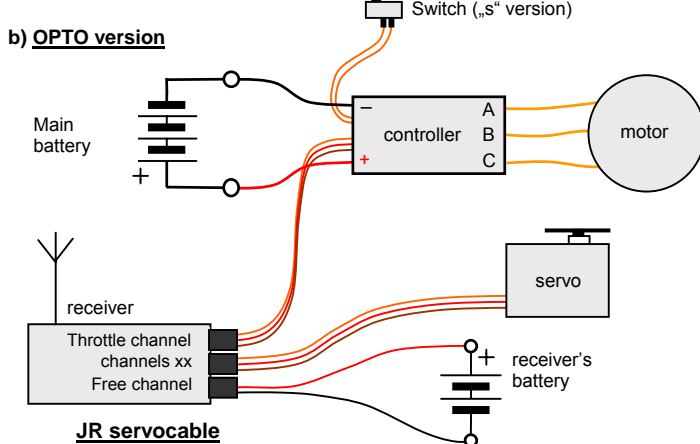 Switch („s“ version)
b) OPTO version
Main
battery
+
−
controller
+
A
B
C
motor
receiver
Throttle channel
channels xx
Free channel
servo
+
receiver's
battery
JR servocable